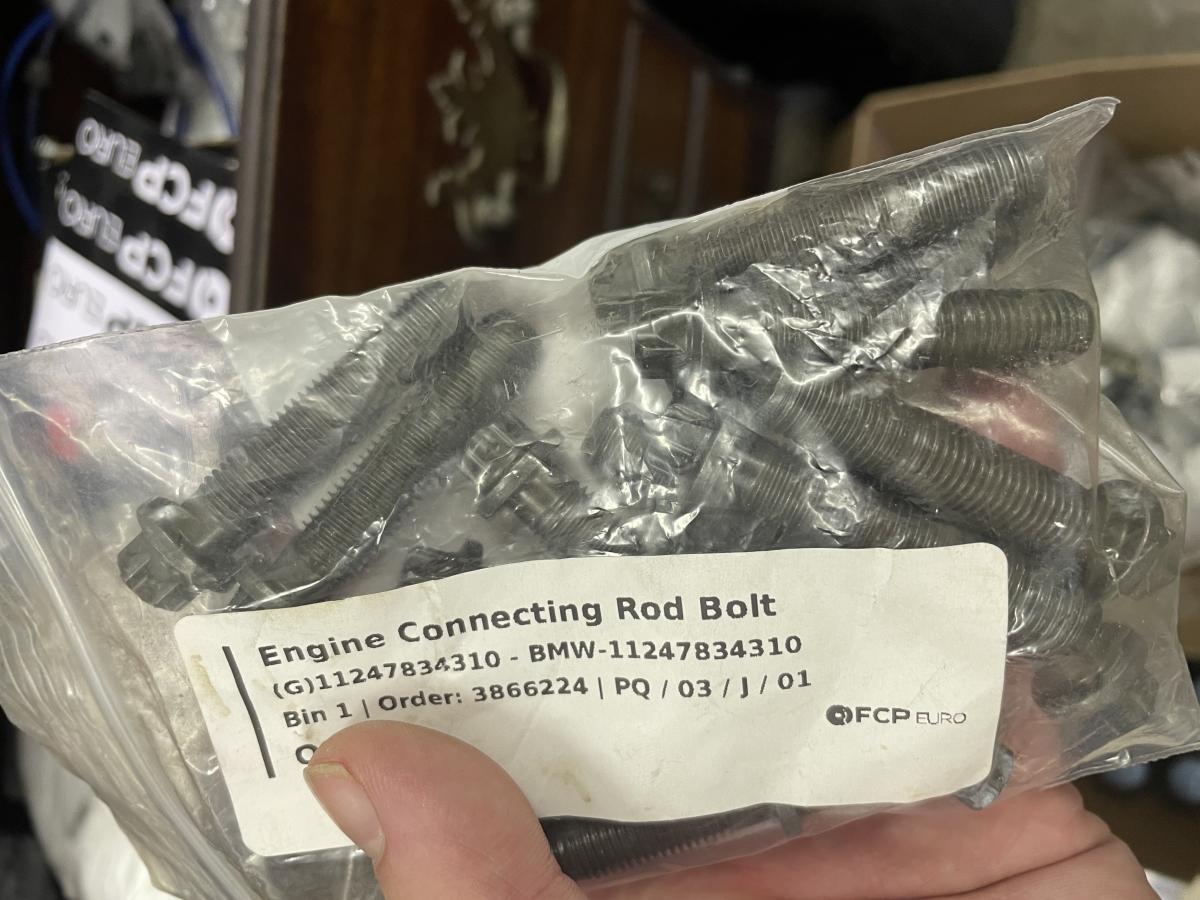 FCP EURO
FCP EURO
EURO
Engine Connecting Rod Bolt
(G)11247834310 - BMW-11247834310
Bin 1 | Order: 3866224 | PQ / 03 / J / 01
FCP EURO